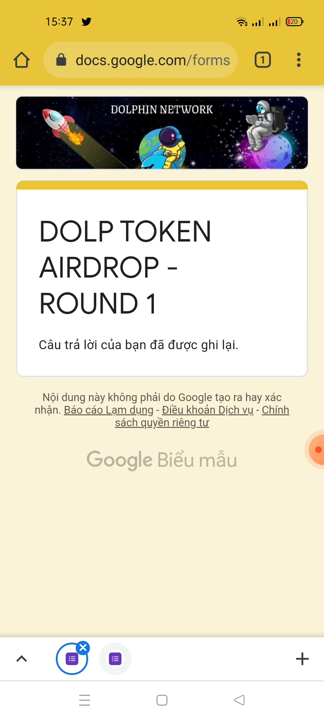 15:37
20
docs.google.com/forms
1
DOLPHIN NETWORK
DOLP TOKEN
AIRDROP -
ROUND 1
Câu trả lời của bạn đã được ghi lại.
Nội dung này không phải do Google tạo ra hay xác
nhận. Báo cáo Lạm dụng - Điều khoản Dịch vụ - Chính
sách quyền riêng tư
Google Biểu mẫu